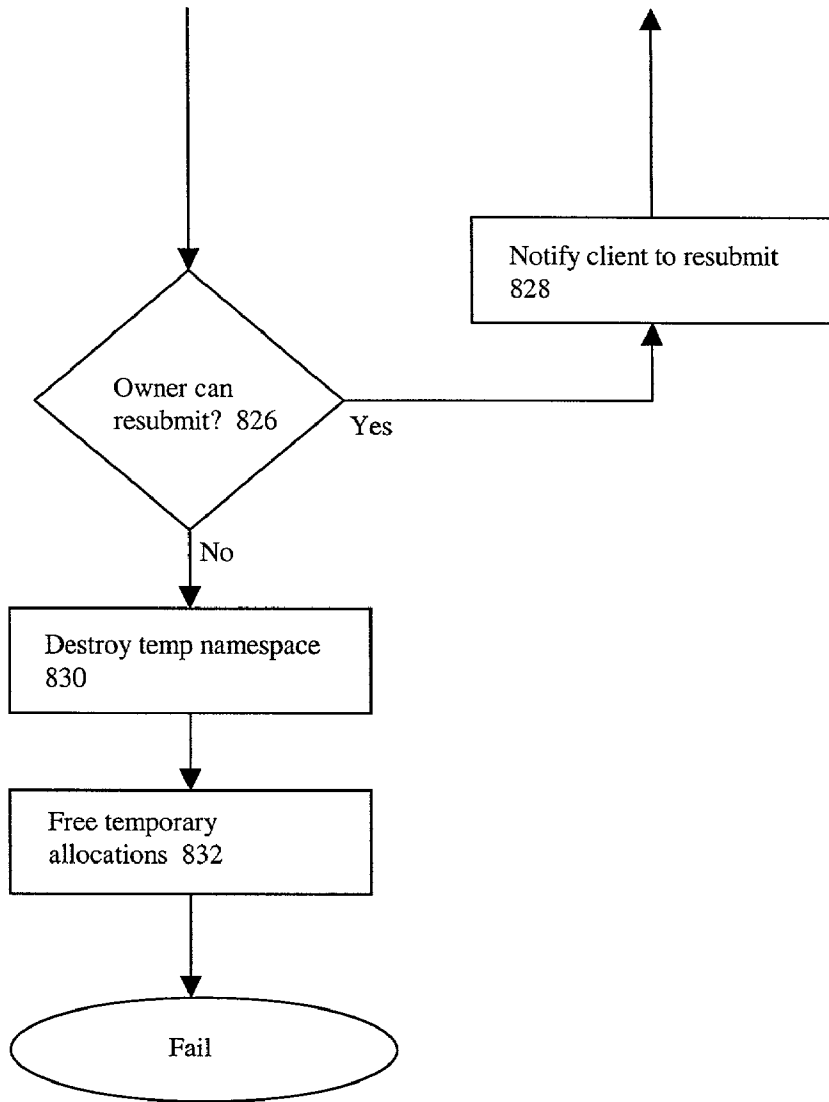 Notify client to resubmit
828
Owner can
resubmit?  826
Yes
No
Destroy temp namespace
830
Free temporary
allocations  832
Fail